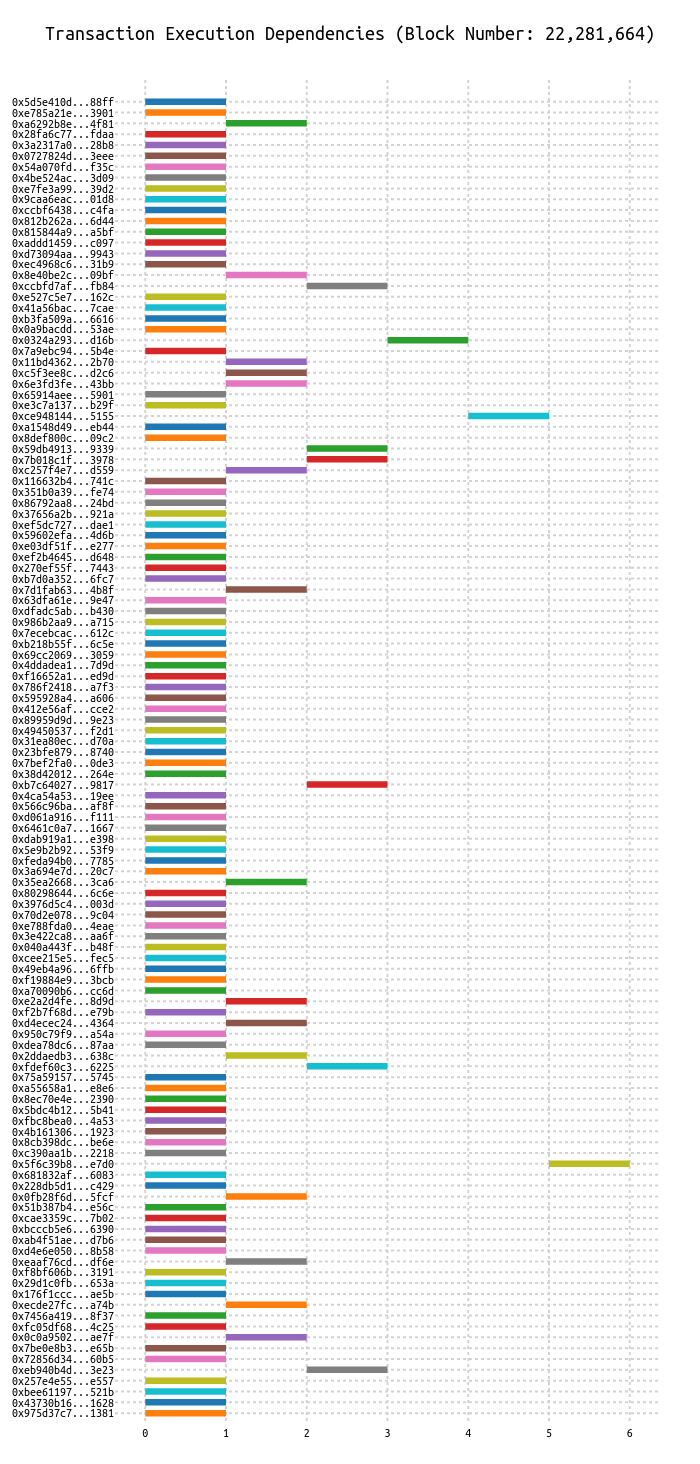 Transaction Execution Dependencies (Block Number: 22,281,664)
0x5d5e410d...88ff
0xe785a21e...3901
0xa6292b8e...4f81
0x28fa6c77...fdaa
0x3a2317a0...28b8
0x0727824d...3eee
0x54a070fd...f35c
0x4be524ac...3d09
0xe7fe3a99...39d2
0x9caa6eac...01d8
0xccbf6438...c4fa
0x812b262a...6d44
0x815844a9...a5bf
0xaddd1459...c097
0xd73094aa...9943
0xec4968c6...31b9
0x8e40be2c...09bf
0xccbfd7af...fb84
0xe527c5e7...162c
0x41a56bac...7cae
0xb3fa509a...6616
0x0a9bacdd...53ae
0x0324a293...d16b
0x7a9ebc94...5b4e
0x11bd4362...2b70
0xc5f3ee8c...d2c6
0x6e3fd3fe...43bb
0x65914aee...5901
0xe3c7a137...b29f
0xce948144...5155
0xa1548d49...eb44
0x8def800c...09c2
0x59db4913...9339
0x7b018c1f...3978
0xc257f4e7...d559
0x116632b4...741c
0x351b0a39...fe74
0x86792aa8...24bd
0x37656a2b...921a
0xef5dc727...dae1
0x59602efa...4d6b
0xe03df51f...e277
0xef2b4645...d648
0x270ef55f...7443
0xb7d0a352...6fc7
0x7d1fab63...4b8f
0x63dfa61e...9e47
0xdfadc5ab...b430
0x986b2aa9...a715
0x7ecebcac...612c
0xb218b55f...6c5e
0x69cc2069...3059
0x4ddadea1...7d9d
0xf16652a1...ed9d
0x786f2418...a7f3
0x595928a4...a606
0x412e56af...cce2
0x89959d9d...9e23
0x49450537...f2d1
0x31ea80ec...d70a
0x23bfe879...8740
0x7bef2fa0...0de3
0x38d42012...264e
0xb7c64027...9817
0x4ca54a53...19ee
0x566c96ba...af8f
0xd061a916...f111
0x6461c0a7...1667
0xdab919a1...e398
0x5e9b2b92...53f9
0xfeda94b0...7785
0x3a694e7d...20c7
0x35ea2668...3ca6
0x80298644...6c6e
0x3976d5c4...003d
0x70d2e078...9c04
0xe788fda0...4eae
0x3e422ca8...aa6f
0x040a443f...b48f
0xcee215e5...fec5
0x49eb4a96...6ffb
0xf19884e9...3bcb
0xa70090b6...cc6d
0xe2a2d4fe...8d9d
0xf2b7f68d...e79b
0xd4ecec24...4364
0x950c79f9...a54a
0xdea78dc6...87aa
0x2ddaedb3...638c
0xfdef60c3...6225
0x75a59157...5745
0xa55658a1...e8e6
0x8ec70e4e...2390
0x5bdc4b12...5b41
0xfbc8bea0...4a53
0x4b161306...1923
0x8cb398dc...be6e
0xc390aa1b...2218
0x5f6c39b8...e7d0
0x681832af...6083
0x228db5d1...c429
0x0fb28f6d...5fcf
0x51b387b4...e56c
0xcae3359c...7b02
0xbcccb5e6...6390
0xab4f51ae...d7b6
0xd4e6e050...8b58
0xeaaf76cd...df6e
0xf8bf606b...3191
0x29d1c0fb...653a
0x176f1ccc...ae5b
0xecde27fc...a74b
0x7456a419...8f37
0xfc05df68...4c25
0x0c0a9502...ae7f
0x7be0e8b3...e65b
0x72856d34...60b5
0xeb940b4d...3e23
0x257e4e55...e557
0xbee61197...521b
0x43730b16...1628
0x975d37c7...1381
0 1 2 3 4 5 6